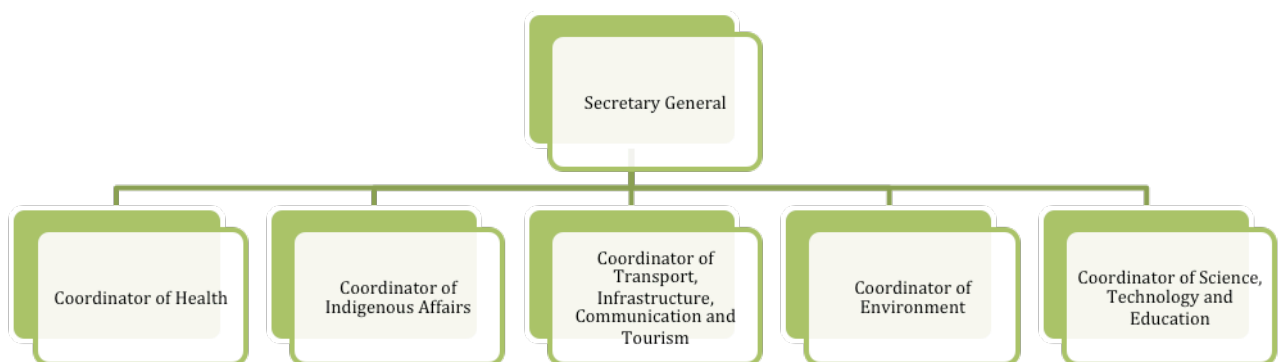 Secretary General
Coordinator of Health
Coordinator of
Indigenous Affairs
Coordinator of
Transport,
Infrastructure,
Communication and
Tourism
Coordinator of
Environment
Coordinator of Science,
Technology and
Education